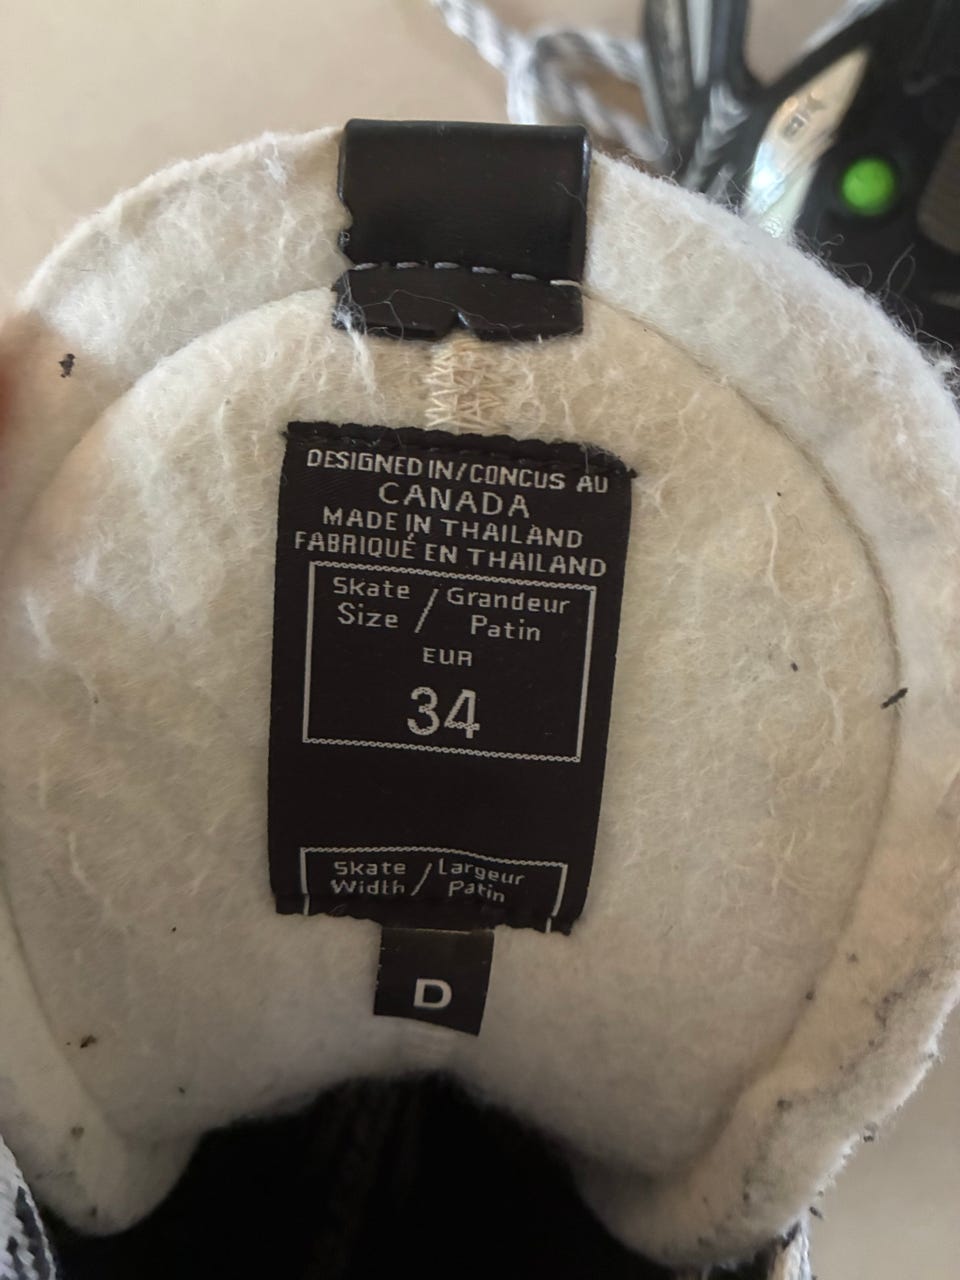 DESIGNED IN/CONCUS AU
CANADA
MADE IN THAILAND
FABRIQUÉ EN THAILAND
Skate / Grandeur
Size / Patin
EUR
34
Skate / Largeur
Width / Patin
D